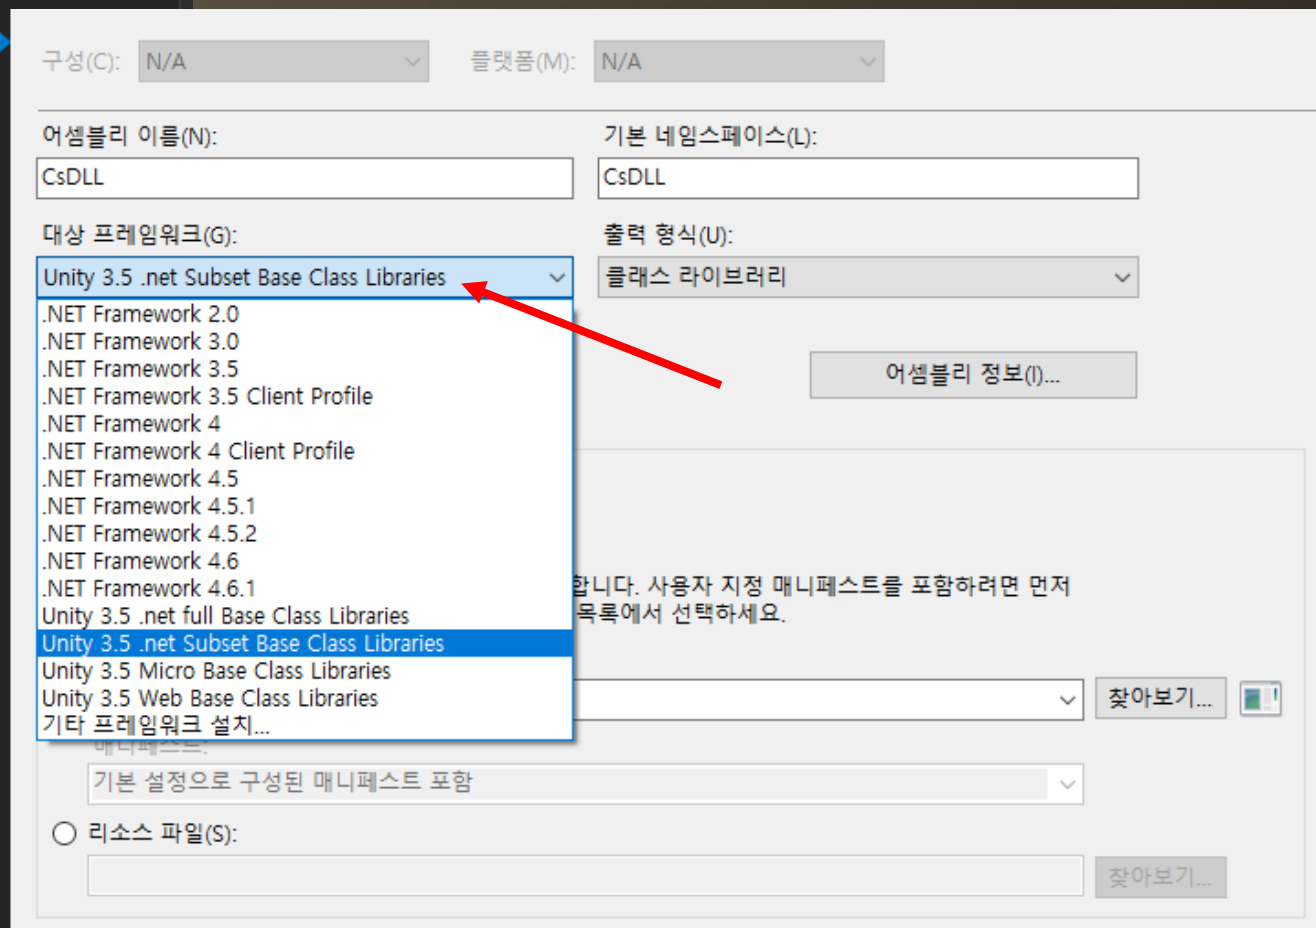 구성(C): N/A 플랫폼(M): N/A
어셈블리 이름(N): 기본 네임스페이스(L):
CsDLL CsDLL
대상 프레임워크(G): 출력 형식(U):
Unity 3.5 .net Subset Base Class Libraries 클래스 라이브러리
.NET Framework 2.0
.NET Framework 3.0
.NET Framework 3.5
.NET Framework 3.5 Client Profile
어셈블리 정보(I)...
.NET Framework 4
.NET Framework 4 Client Profile
.NET Framework 4.5
.NET Framework 4.5.1
.NET Framework 4.5.2
.NET Framework 4.6
.NET Framework 4.6.1
합니다. 사용자 지정 매니페스트를 포함하려면 먼저
Unity 3.5 .net full Base Class Libraries
목록에서 선택하세요.
Unity 3.5 .net Subset Base Class Libraries
Unity 3.5 Micro Base Class Libraries
Unity 3.5 Web Base Class Libraries
찾아보기...
기타 프레임워크 설치...
매니페스트:
기본 설정으로 구성된 매니페스트 포함
리소스 파일(S):
찾아보기...